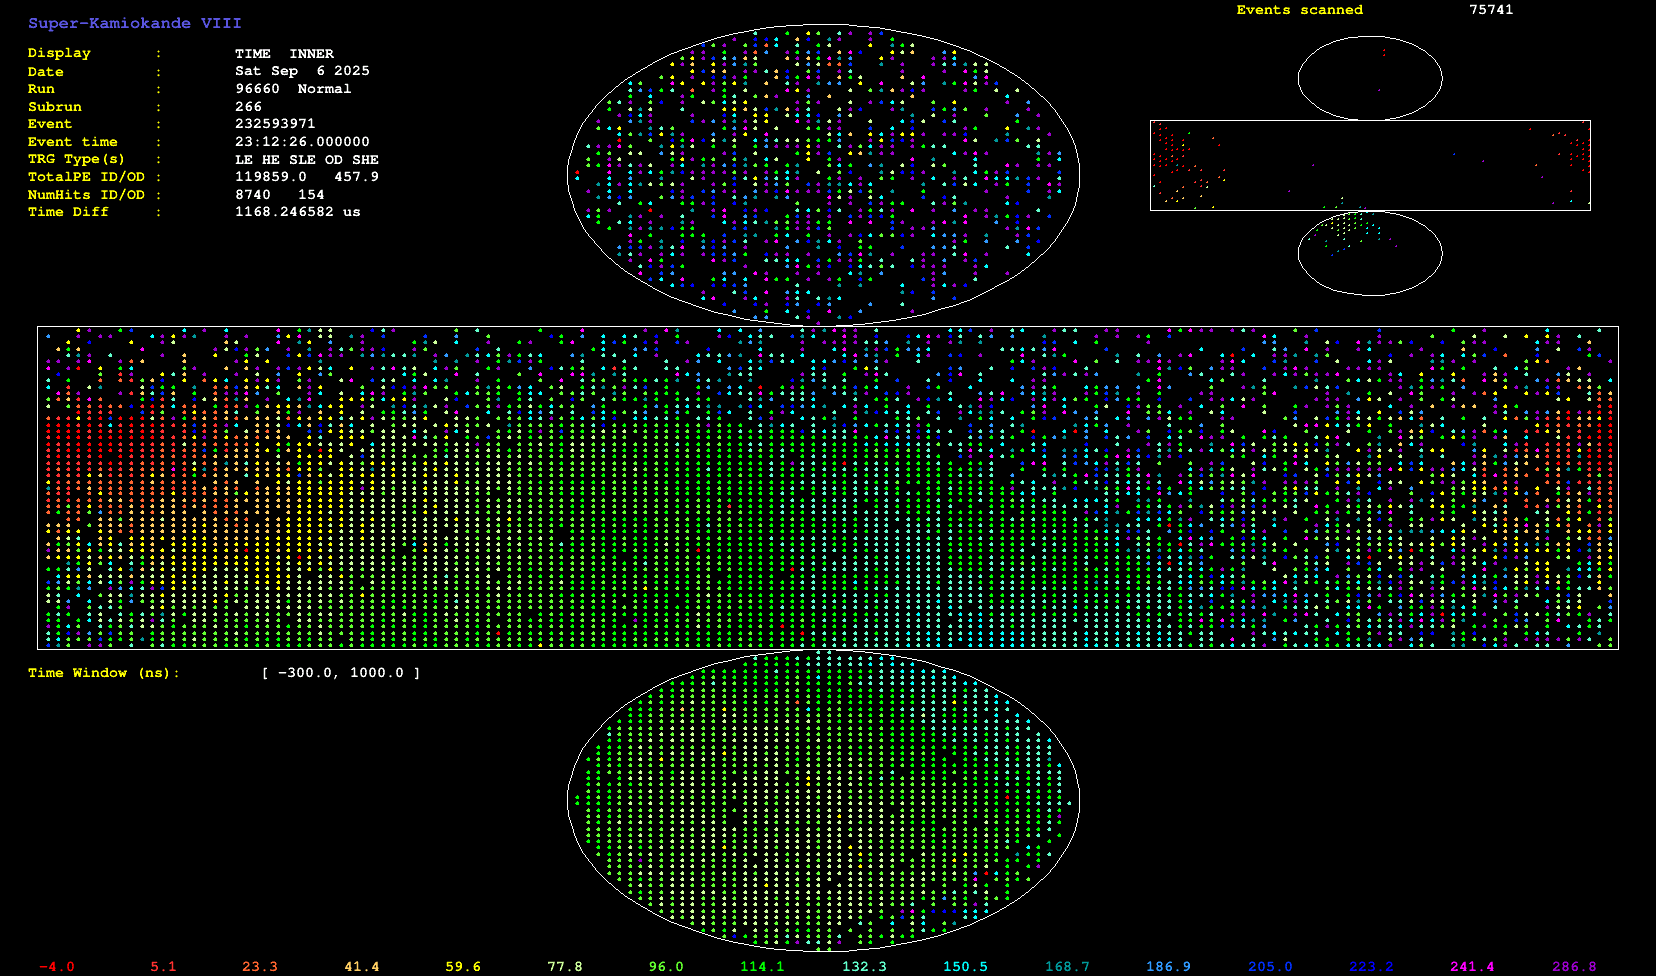 Super-Kamiokande VIII
Events scanned 75741
Display : TIME INNER
Date : Sat Sep 6 2025
Run : 96660 Normal
Subrun : 266
Event : 232593971
Event time : 23:12:26.000000
TRG Type(s) : LE HE SLE OD SHE
TotalPE ID/OD : 119859.0 457.9
NumHits ID/OD : 8740 154
Time Diff : 1168.246582 us
Time Window (ns): [ -300.0, 1000.0 ]
-4.0 5.1 23.3 41.4 59.6 77.8 96.0 114.1 132.3 150.5 168.7 186.9 205.0 223.2 241.4 286.8